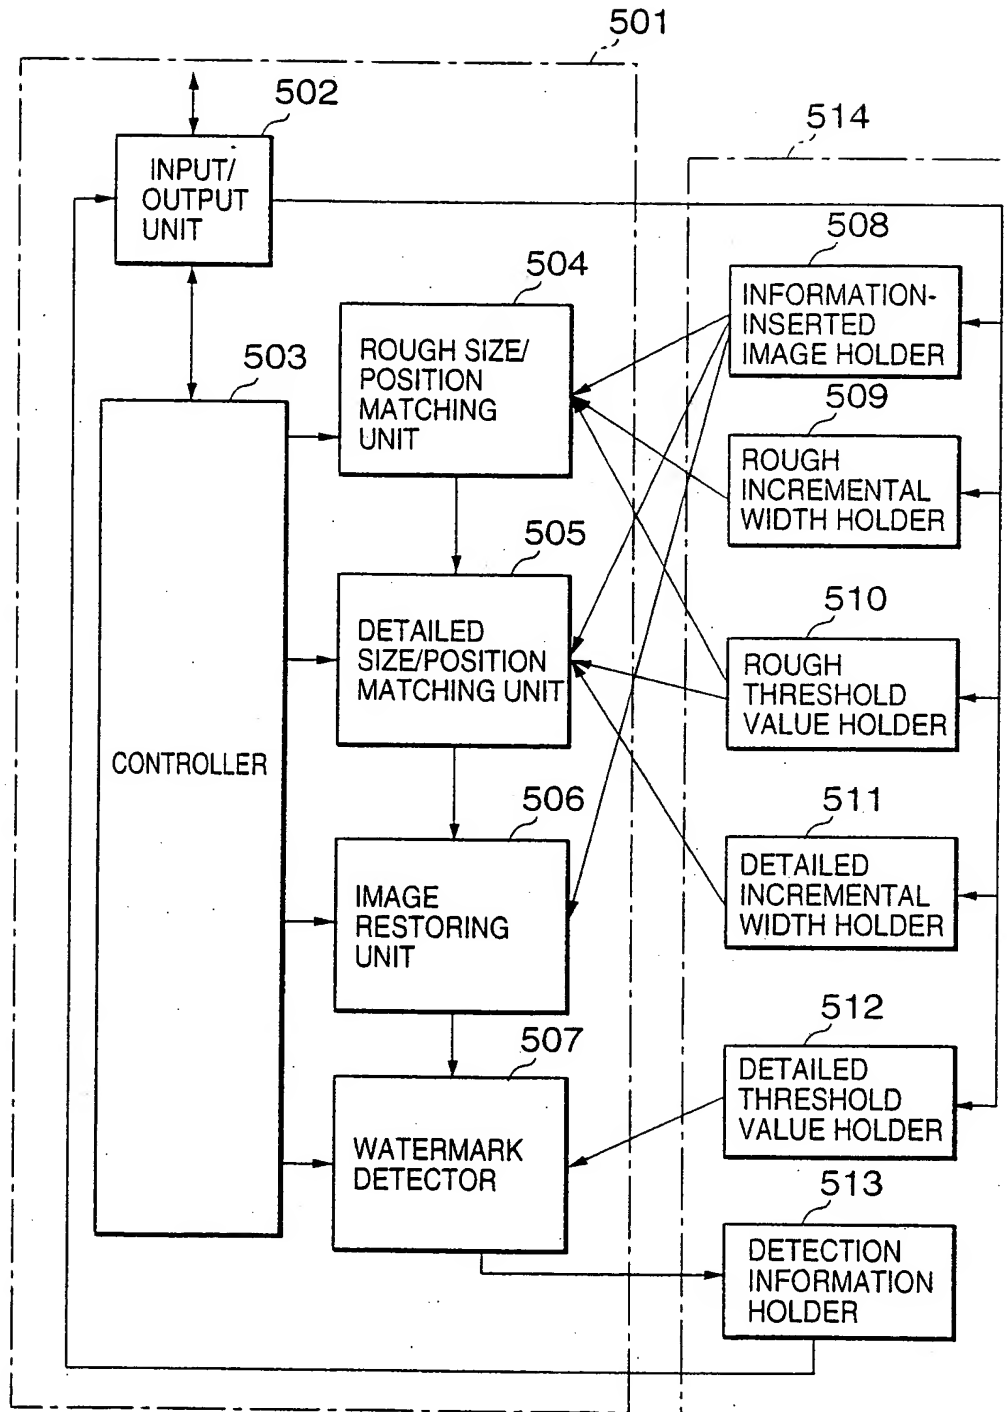 501
502
INPUT/
OUTPUT
UNIT
514
508
INFORMATION-
INSERTED
IMAGE HOLDER
504
ROUGH SIZE/
POSITION
MATCHING
UNIT
503
CONTROLLER
509
ROUGH
INCREMENTAL
WIDTH HOLDER
505
DETAILED
SIZE/POSITION
MATCHING UNIT
510
ROUGH
THRESHOLD
VALUE HOLDER
506
IMAGE
RESTORING
UNIT
511
DETAILED
INCREMENTAL
WIDTH HOLDER
507
WATERMARK
DETECTOR
512
DETAILED
THRESHOLD
VALUE HOLDER
513
DETECTION
INFORMATION
HOLDER